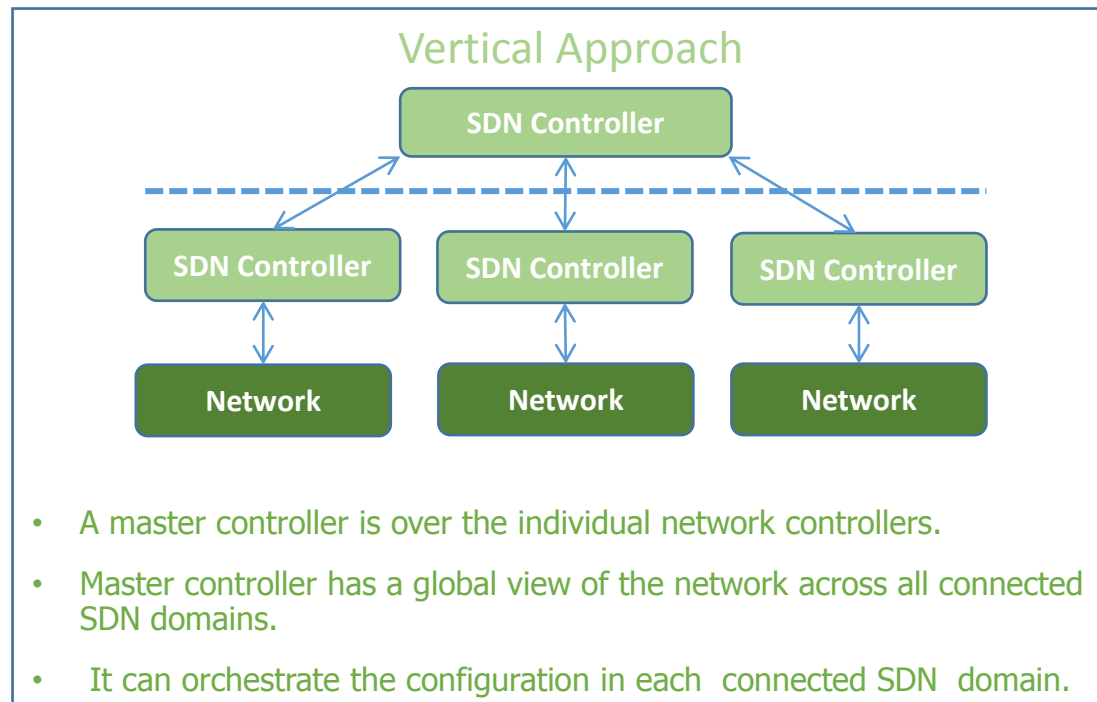 Vertical Approach
SDN Controller
SDN Controller
SDN Controller
SDN Controller
Network
Network
Network
• A master controller is over the individual network controllers.
• Master controller has a global view of the network across all connected
SDN domains.
• It can orchestrate the configuration in each connected SDN domain.